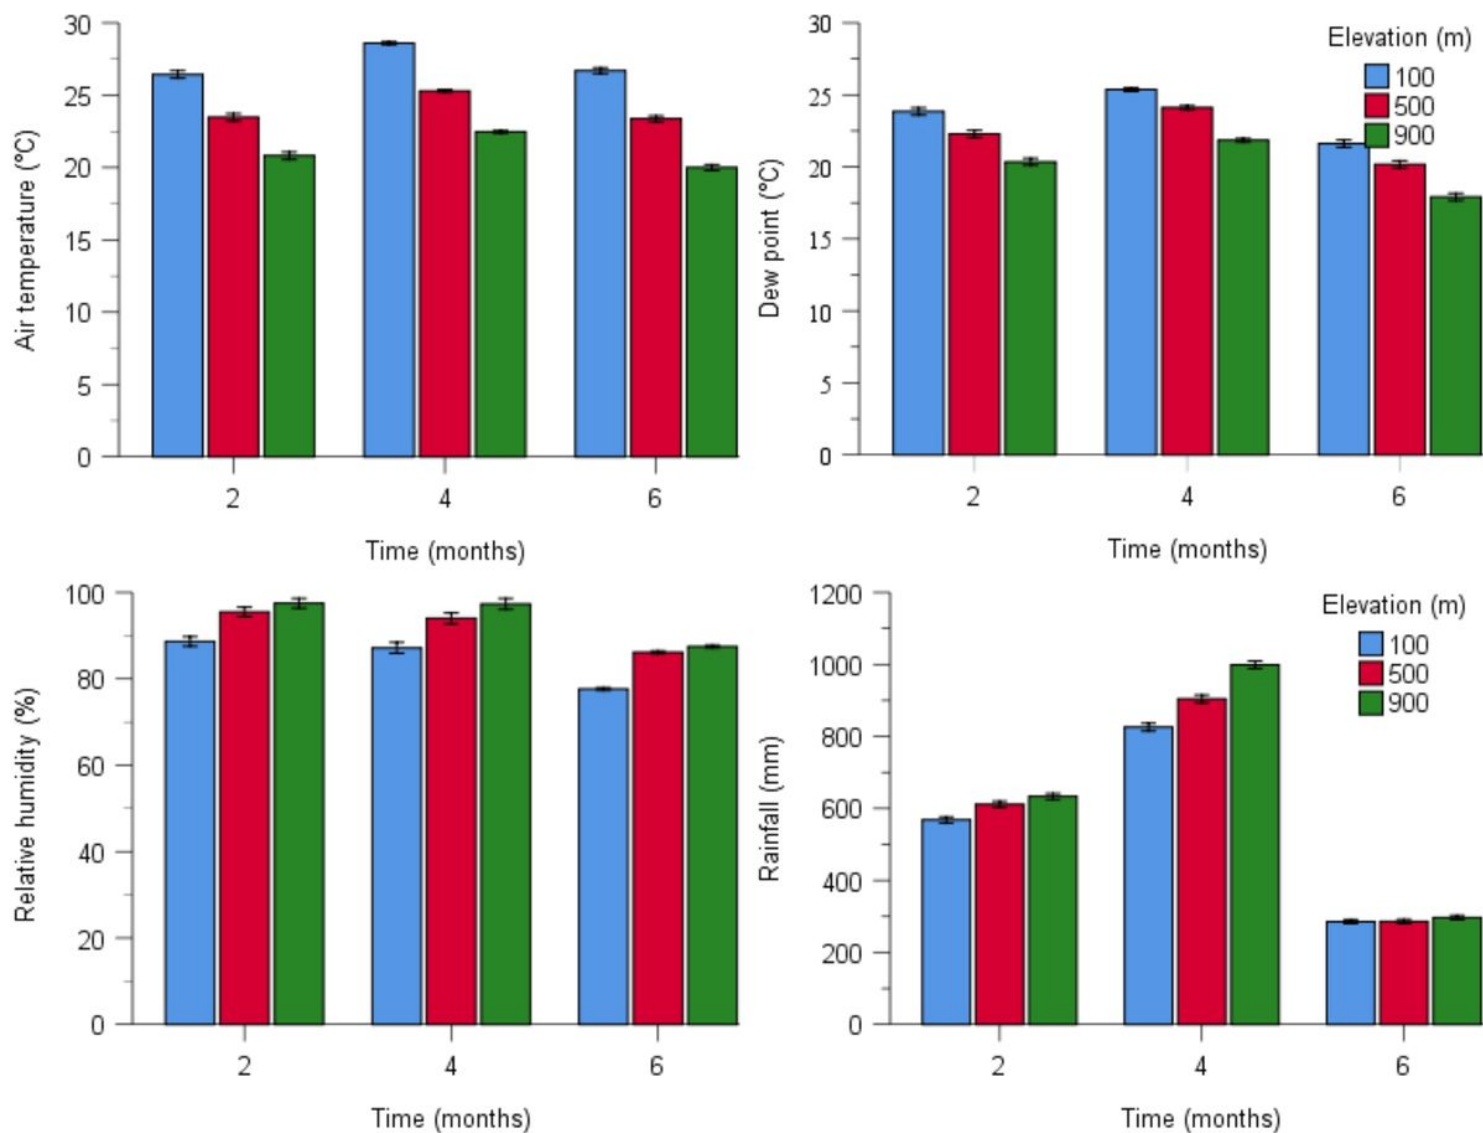 Air temperature (°C)
30
25
20
15
10
5
0
2 4 6
Time (months)
Dew point (°C)
30
25
20
15
10
5
0
2 4 6
Time (months)
Elevation (m)
100
500
900
Relative humidity (%)
100
80
60
40
20
0
2 4 6
Time (months)
Rainfall (mm)
1200
1000
800
600
400
200
0
2 4 6
Time (months)
Elevation (m)
100
500
900